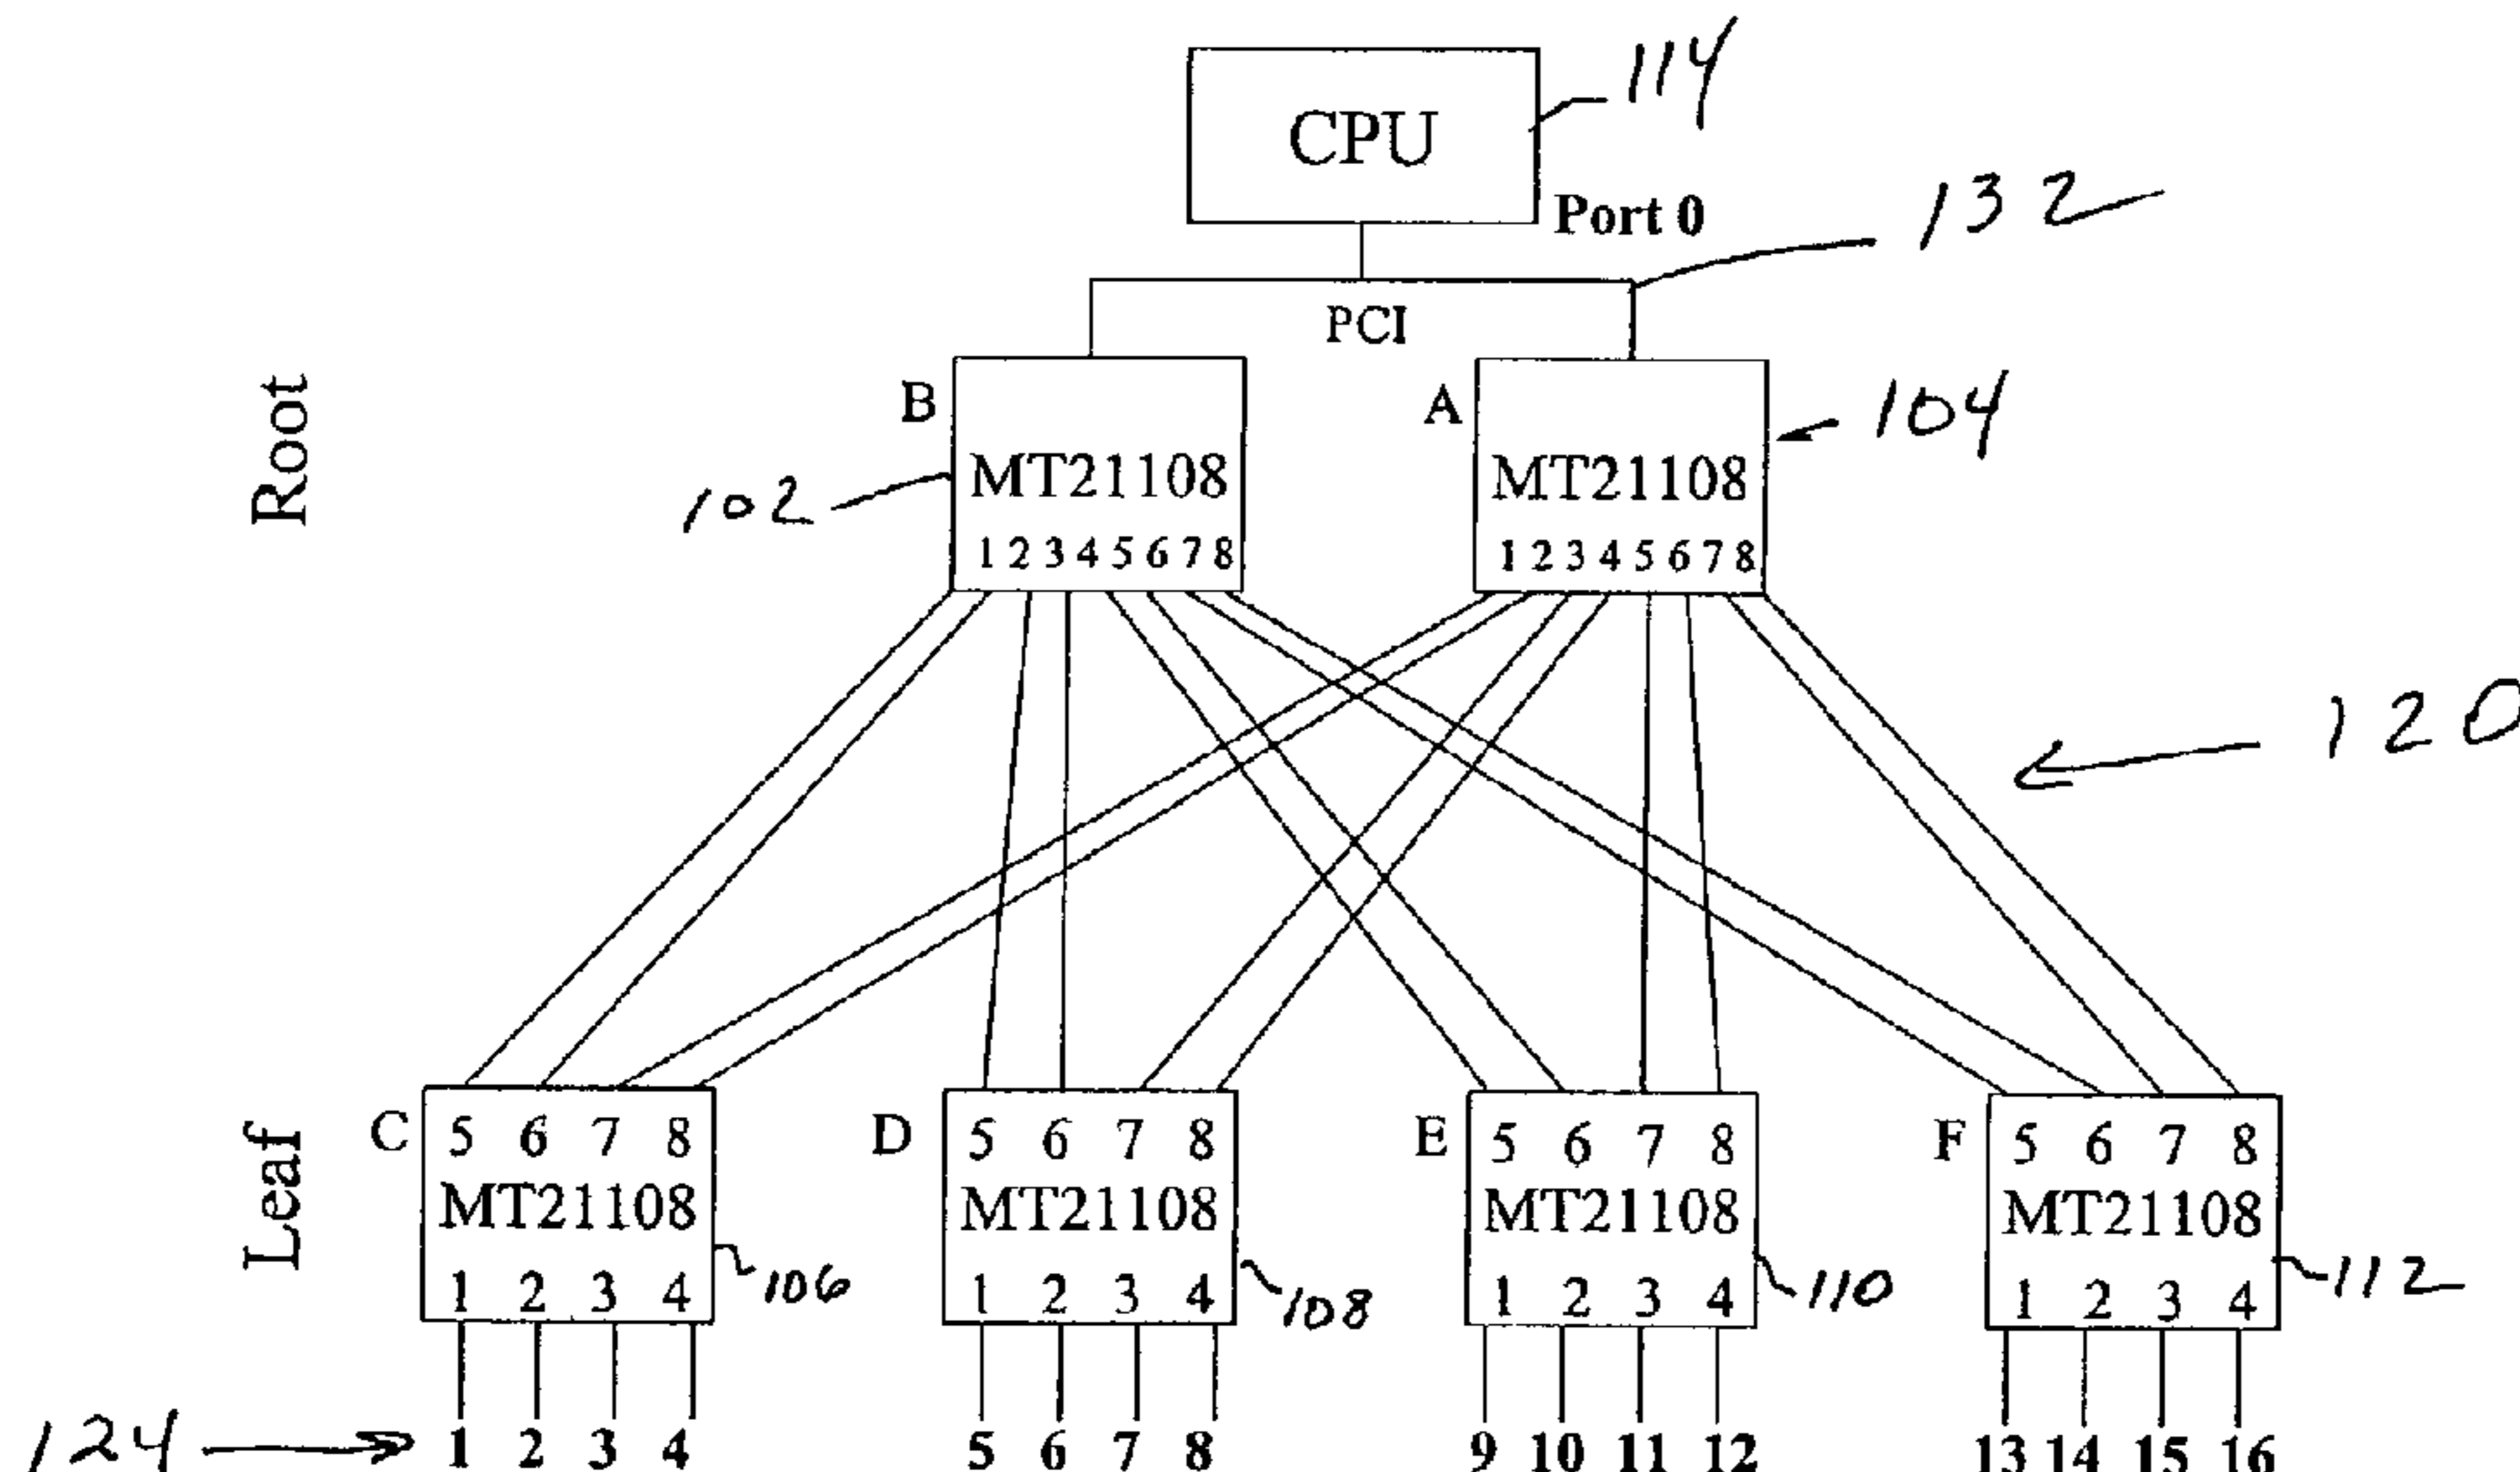 CPU
114
Port 0
132
PCI
Root
B
A
104
MT21108
MT21108
102
1 2 3 4 5 6 7 8
1 2 3 4 5 6 7 8
120
Leaf
C
5 6 7 8
MT21108
1 2 3 4
106
D
5 6 7 8
MT21108
1 2 3 4
108
E
5 6 7 8
MT21108
1 2 3 4
110
F
5 6 7 8
MT21108
1 2 3 4
112
124
1 2 3 4
5 6 7 8
9 10 11 12
13 14 15 16